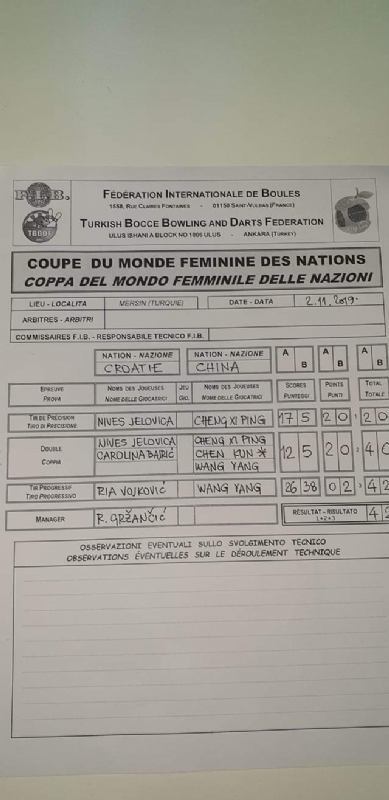 F.I.B.
FÉDÉRATION INTERNATIONALE DE BOULES
1558, RUE CLAIRES FONTAINES - 01150 SAINT-VULBAS (FRANCE)
TBBDF
TURKISH BOCCE BOWLING AND DARTS FEDERATION
ULUS ISHANI A BLOCK NO 1806 ULUS - ANKARA (TURKEY)
COUPE DU MONDE FEMININE DES NATIONS
COPPA DEL MONDO FEMMINILE DELLE NAZIONI
LIEU - LOCALITA MERSIN (TURQUIE) DATE - DATA 2.11.2019.
ARBITRES - ARBITRI
COMMISSAIRES F.I.B. - RESPONSABILE TECNICO F.I.B.
NATION - NAZIONE NATION - NAZIONE A B A B A B
CROATIE CHINA
EPREUVE NOMS DES JOUEUSES JEU NOMS DES JOUEUSES SCORES POINTS TOTAL
PROVA NOME DELLE GIOCATRICI GIO. NOME DELLE GIOCATRICI PUNTEGGI PUNTI TOTALE
TIR DE PRÉCISION NIVES JELOVICA CHENG XI PING 17 5 2 0 2 0
TIRO DI PRECISIONE
DOUBLE NIVES JELOVICA CHENG XI PING 12 5 2 0 4 0
COPPIA CAROLINA BAJRIĆ CHEN KUN *
WANG YANG
TIR PROGRESSIF RIA VOJKOVIĆ WANG YANG 26 38 0 2 4 2
TIRO PROGRESSIVO
MANAGER R. GRŽANČIĆ RÉSULTAT - RISULTATO 4 2
1+2+3
OSSERVAZIONI EVENTUALI SULLO SVOLGIMENTO TECNICO
OBSERVATIONS ÉVENTUELLES SUR LE DÉROULEMENT TECHNIQUE